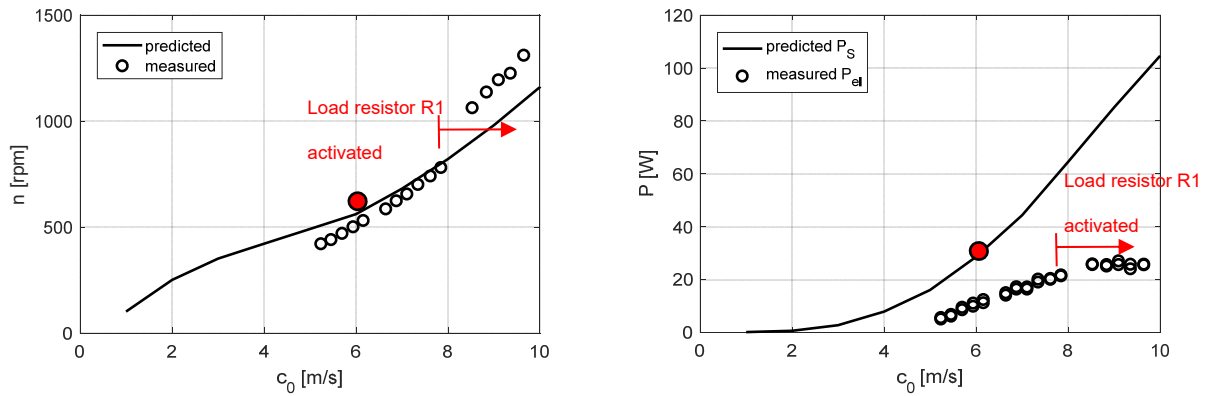 1500
1000
500
0
n [rpm]
predicted
measured
Load resistor R1
activated
0
2
4
6
8
10
c0 [m/s]
120
100
80
60
40
20
0
P [W]
predicted PS
measured Pel
Load resistor R1
activated
0
2
4
6
8
10
c0 [m/s]